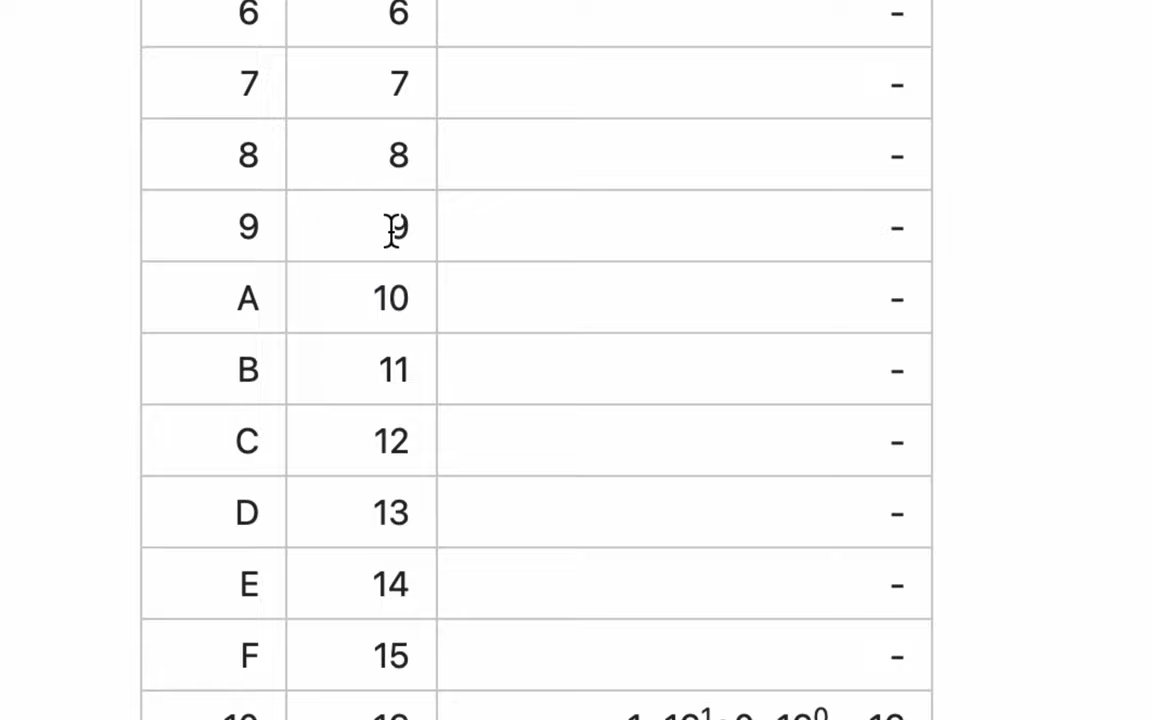 6 6 -
7 7 -
8 8 -
9 9 -
A 10 -
B 11 -
C 12 -
D 13 -
E 14 -
F 15 -